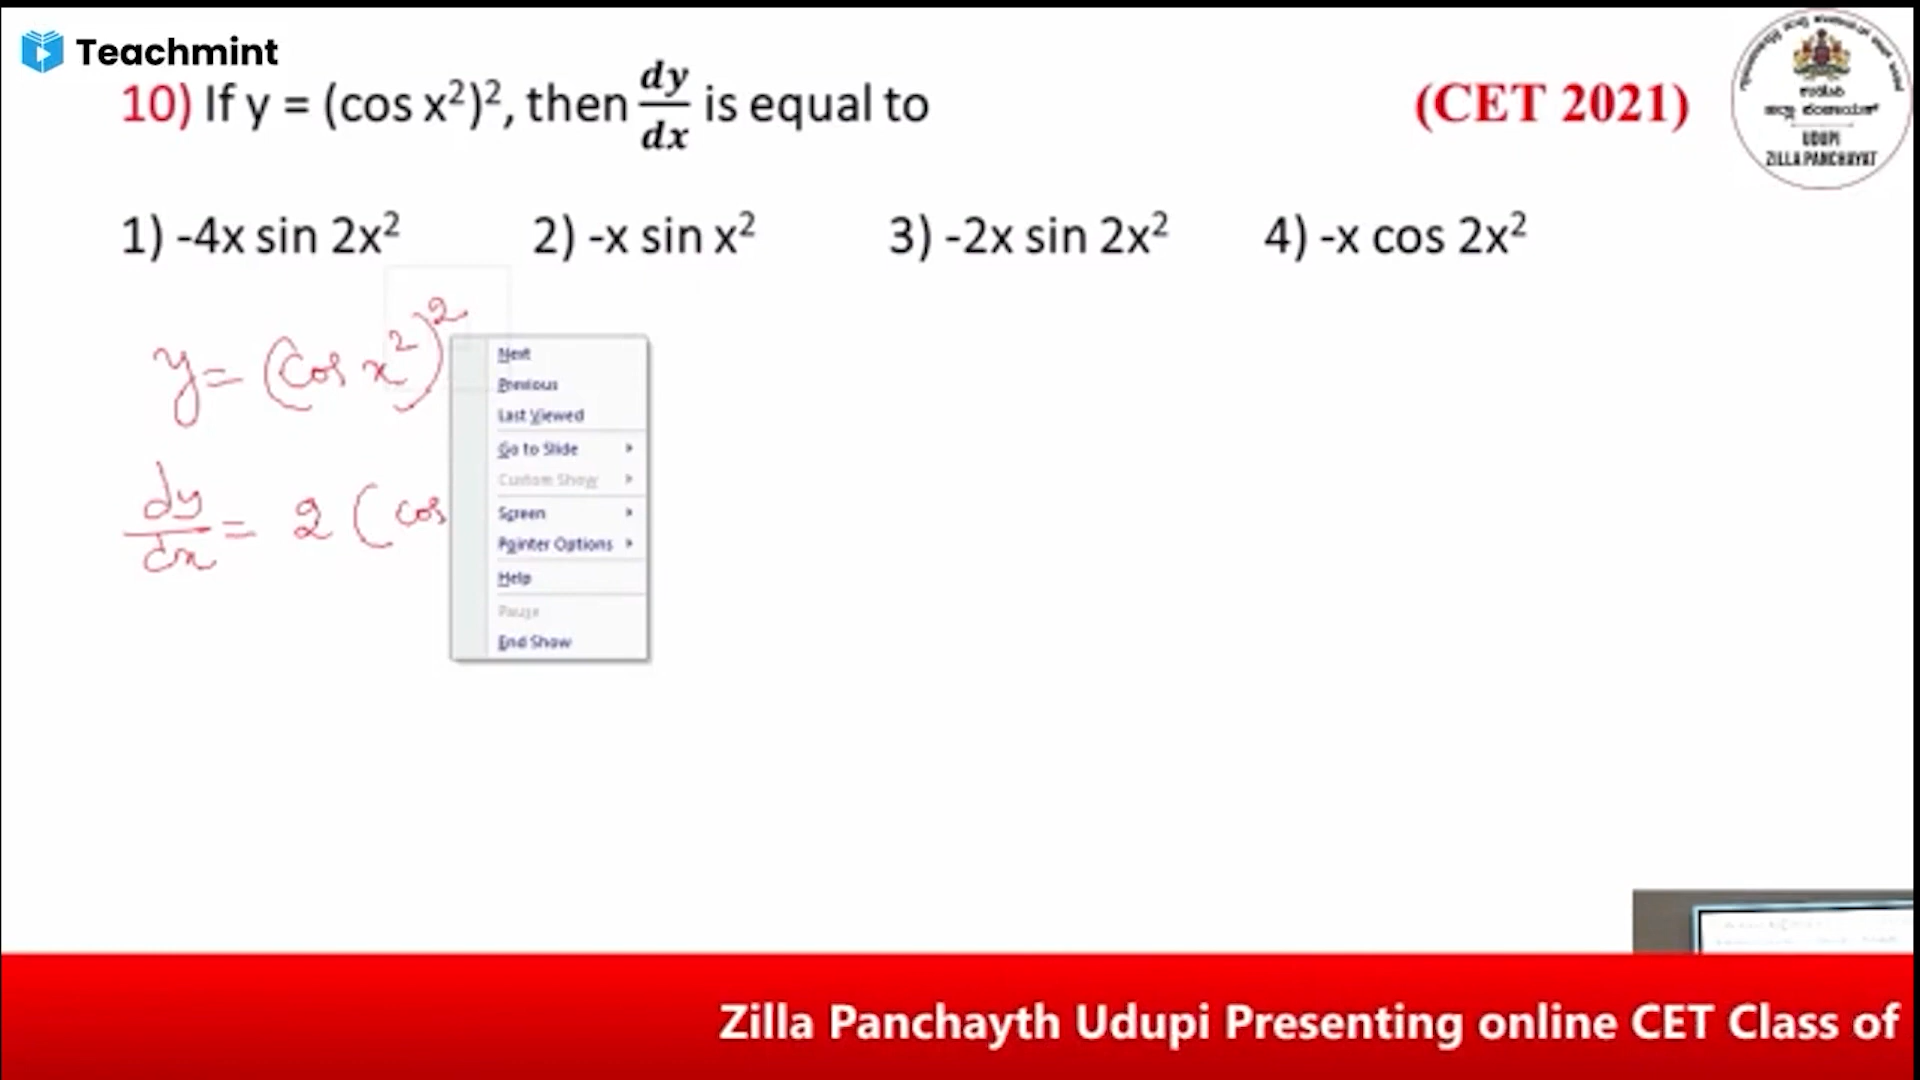 Teachmint
10) If y = (cos x²)², then dy/dx is equal to (CET 2021)
UDUPI
ZILLA PANCHAYAT
1) -4x sin 2x² 2) -x sin x² 3) -2x sin 2x² 4) -x cos 2x²
y = (cos x²)²
dy/dx = 2 (cos
Next
Previous
Last Viewed
Go to Slide
Custom Show
Screen
Pointer Options
Help
Pause
End Show
Zilla Panchayth Udupi Presenting online CET Class of